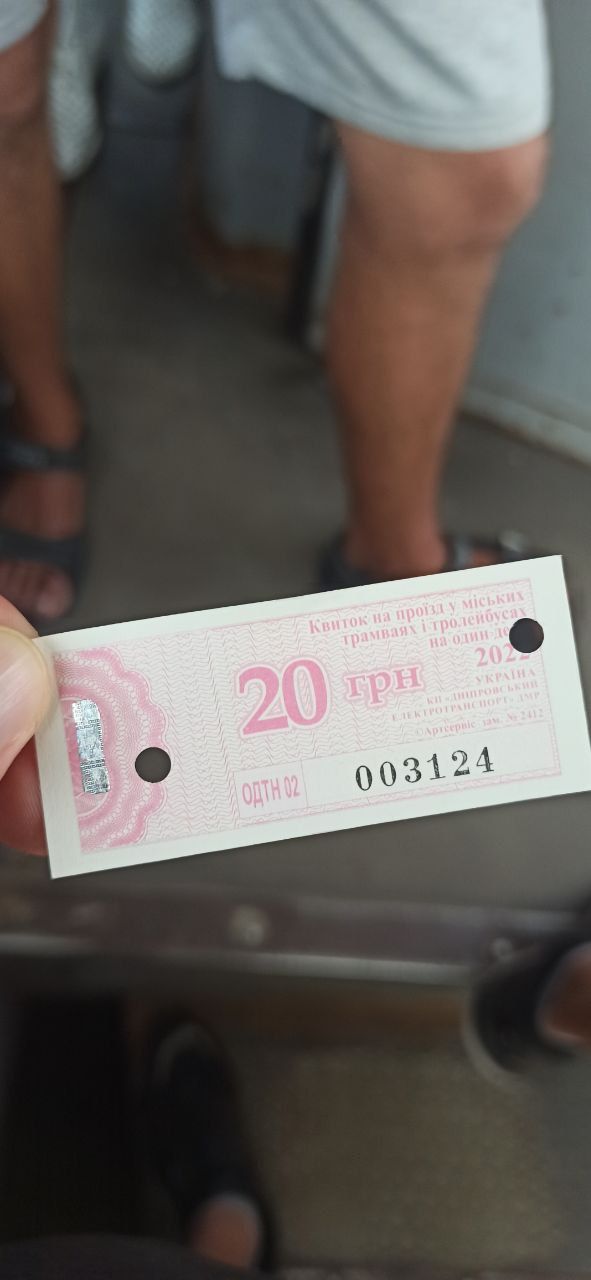 Квиток на проїзд у міських
трамваях і тролейбусах
на один
20 грн
2022
УКРАЇНА
КП «ДНІПРОВСЬКИЙ
ЕЛЕКТРОТРАНСПОРТ» ДМР
©Артсервіс зам. № 2412
ОДТН 02
003124